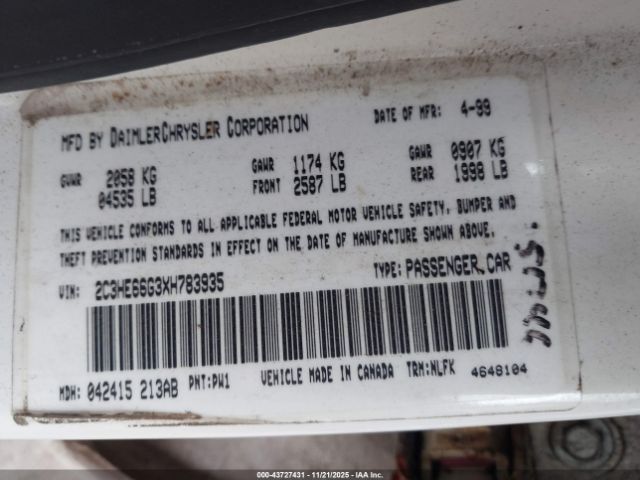 MFD BY DAIMLERCHRYSLER CORPORATION DATE OF MFR: 4-99
GVWR 2058 KG GAWR 1174 KG GAWR 0907 KG
04535 LB FRONT 2587 LB REAR 1998 LB
THIS VEHICLE CONFORMS TO ALL APPLICABLE FEDERAL MOTOR VEHICLE SAFETY, BUMPER AND
THEFT PREVENTION STANDARDS IN EFFECT ON THE DATE OF MANUFACTURE SHOWN ABOVE.
VIN: 2C3HE66G3XH783935 TYPE: PASSENGER CAR
MDH: 042415 213AB PNT: PW1 VEHICLE MADE IN CANADA TRM: NLFK 4648104
00-43727431 - 11/21/2025 - IAA Inc.